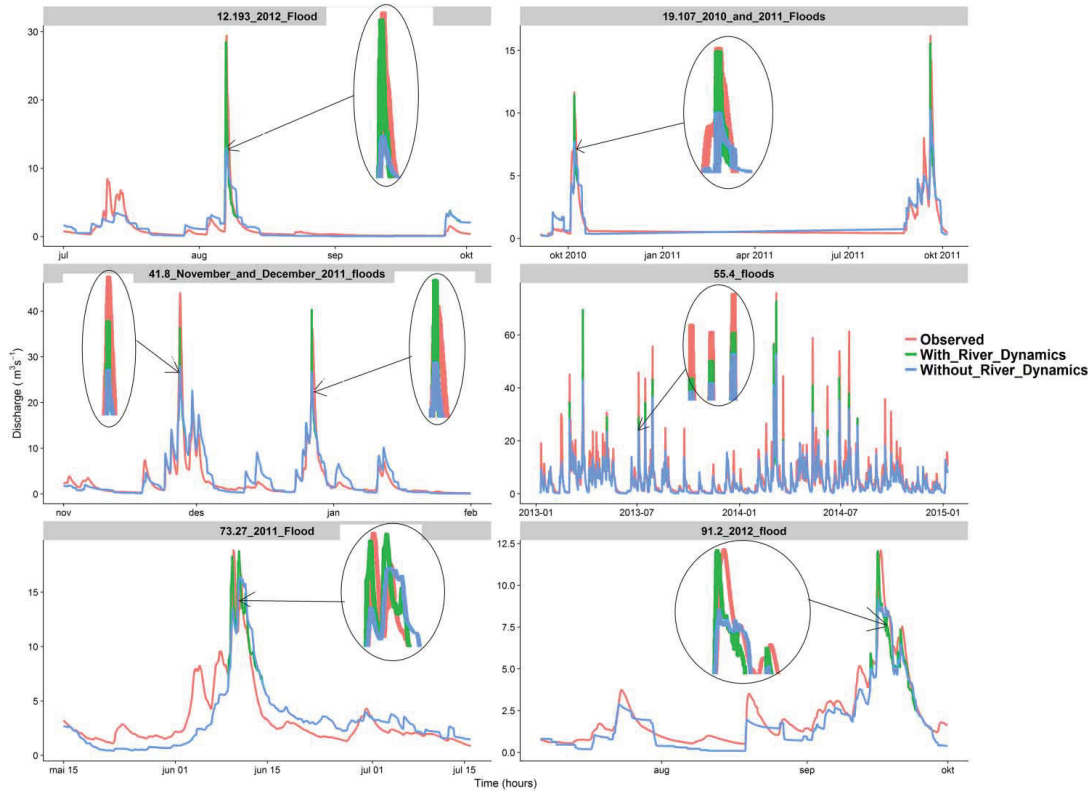 12.193_2012_Flood
30
20
10
0
jul
aug
sep
okt
19.107_2010_and_2011_Floods
15
10
5
0
okt 2010
jan 2011
apr 2011
jul 2011
okt 2011
41.8_November_and_December_2011_floods
40
30
20
10
0
nov
des
jan
feb
55.4_floods
60
40
20
0
2013-01
2013-07
2014-01
2014-07
2015-01
73.27_2011_Flood
15
10
5
0
mai 15
jun 01
jun 15
jul 01
jul 15
91.2_2012_flood
12.5
10.0
7.5
5.0
2.5
0.0
aug
sep
okt
Discharge ( m³s⁻¹)
Time (hours)
Observed
With_River_Dynamics
Without_River_Dynamics